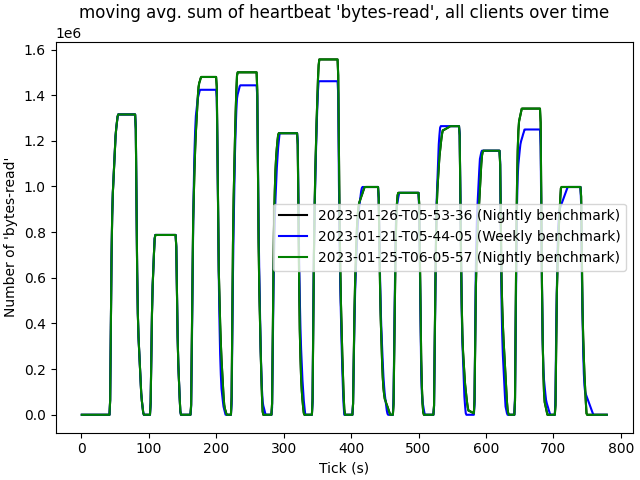 moving avg. sum of heartbeat 'bytes-read', all clients over time
1e6
1.6
1.4
1.2
1.0
0.8
0.6
0.4
0.2
0.0
Number of 'bytes-read'
2023-01-26-T05-53-36 (Nightly benchmark)
2023-01-21-T05-44-05 (Weekly benchmark)
2023-01-25-T06-05-57 (Nightly benchmark)
0 100 200 300 400 500 600 700 800
Tick (s)